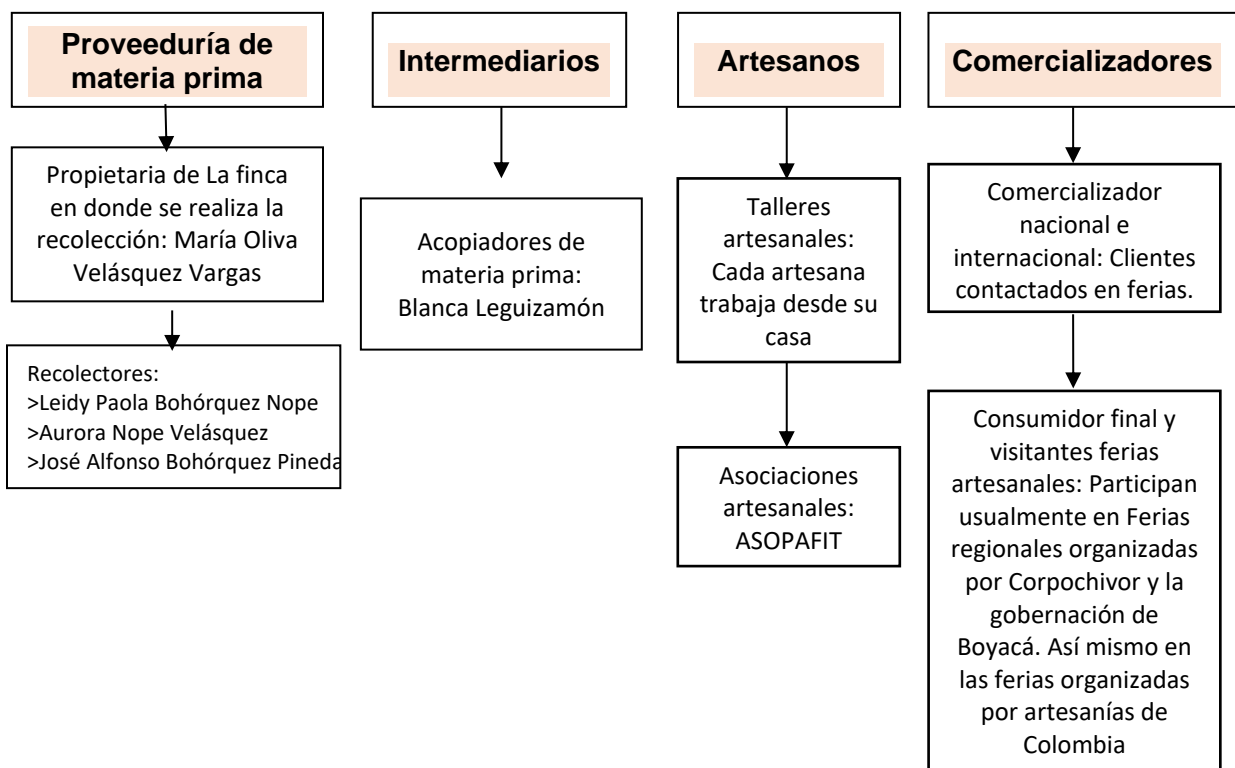 Proveeduría de
materia prima
Propietaria de La finca
en donde se realiza la
recolección: María Oliva
Velásquez Vargas
Recolectores:
>Leidy Paola Bohórquez Nope
>Aurora Nope Velásquez
>José Alfonso Bohórquez Pineda
Intermediarios
Acopiadores de
materia prima:
Blanca Leguizamón
Artesanos
Talleres
artesanales:
Cada artesana
trabaja desde su
casa
Asociaciones
artesanales:
ASOPAFIT
Comercializadores
Comercializador
nacional e
internacional: Clientes
contactados en ferias.
Consumidor final y
visitantes ferias
artesanales: Participan
usualmente en Ferias
regionales organizadas
por Corpochivor y la
gobernación de
Boyacá. Así mismo en
las ferias organizadas
por artesanías de
Colombia